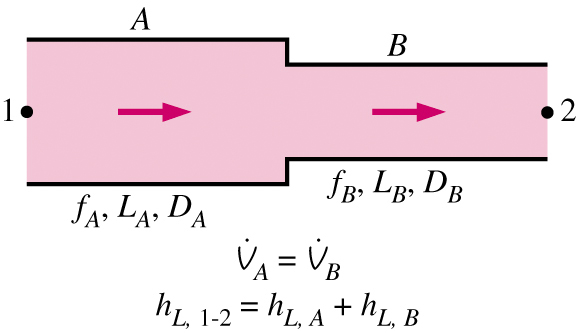 A
B
1
2
f_A, L_A, D_A
f_B, L_B, D_B
V̇_A = V̇_B
h_L, 1-2 = h_L, A + h_L, B